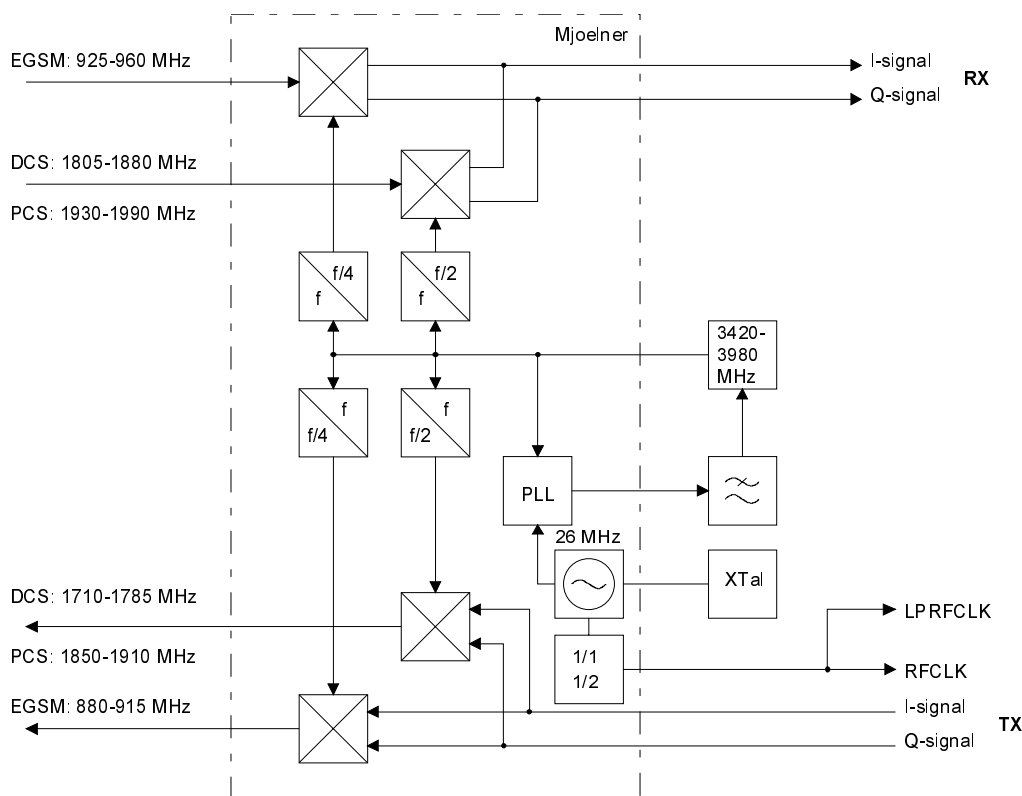 Mjoelner
EGSM: 925-960 MHz
I-signal
RX
Q-signal
DCS: 1805-1880 MHz
PCS: 1930-1990 MHz
f/4
f
f/2
f
3420-
3980
MHz
f
f/4
f
f/2
PLL
26 MHz
XTal
DCS: 1710-1785 MHz
LPRFCLK
PCS: 1850-1910 MHz
1/1
1/2
RFCLK
EGSM: 880-915 MHz
I-signal
TX
Q-signal